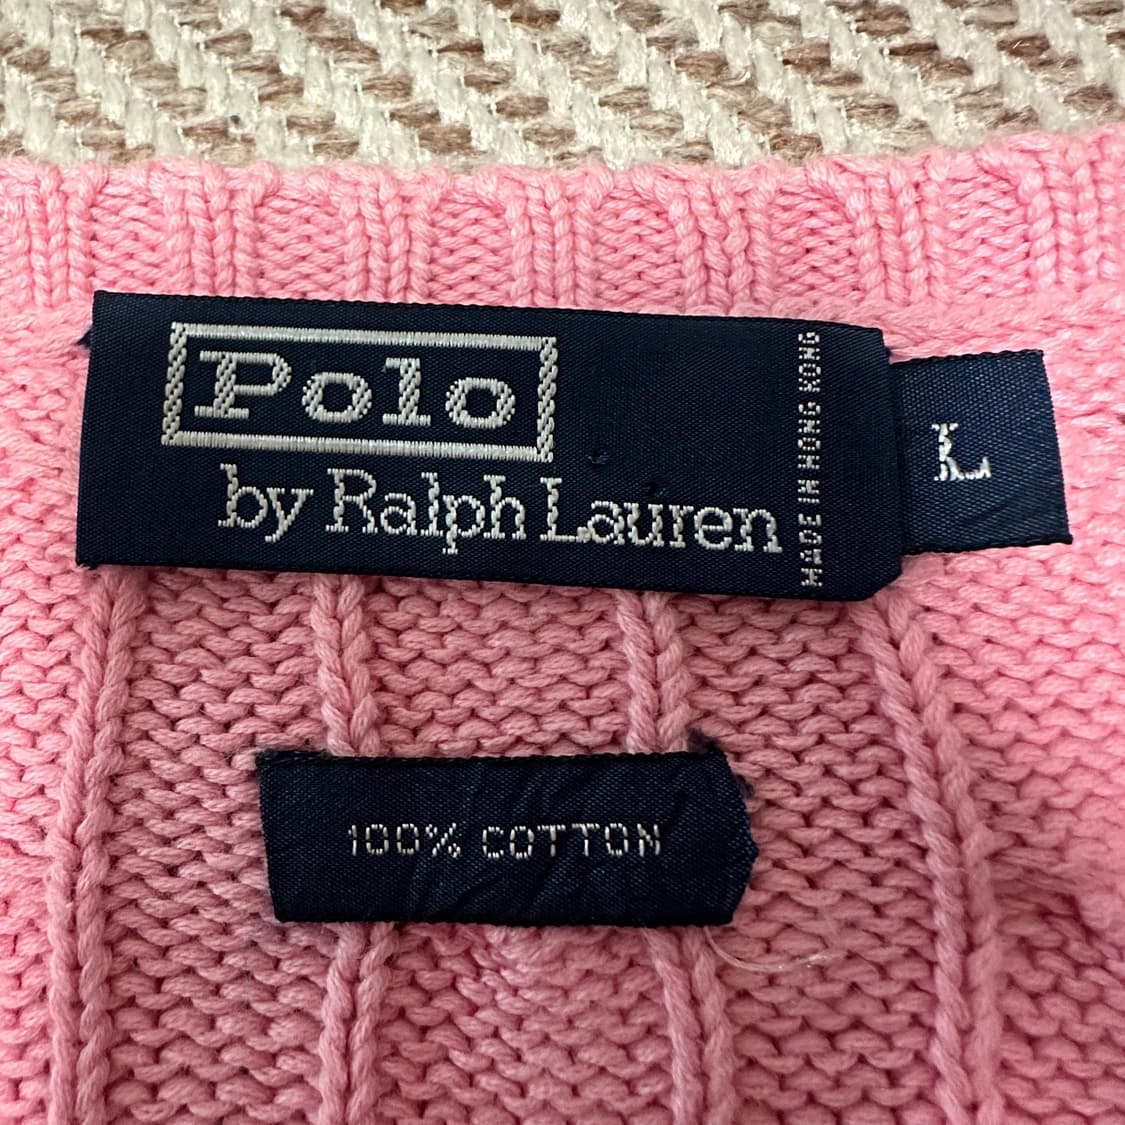 Polo
by Ralph Lauren
MADE IN HONG KONG
L
100% COTTON